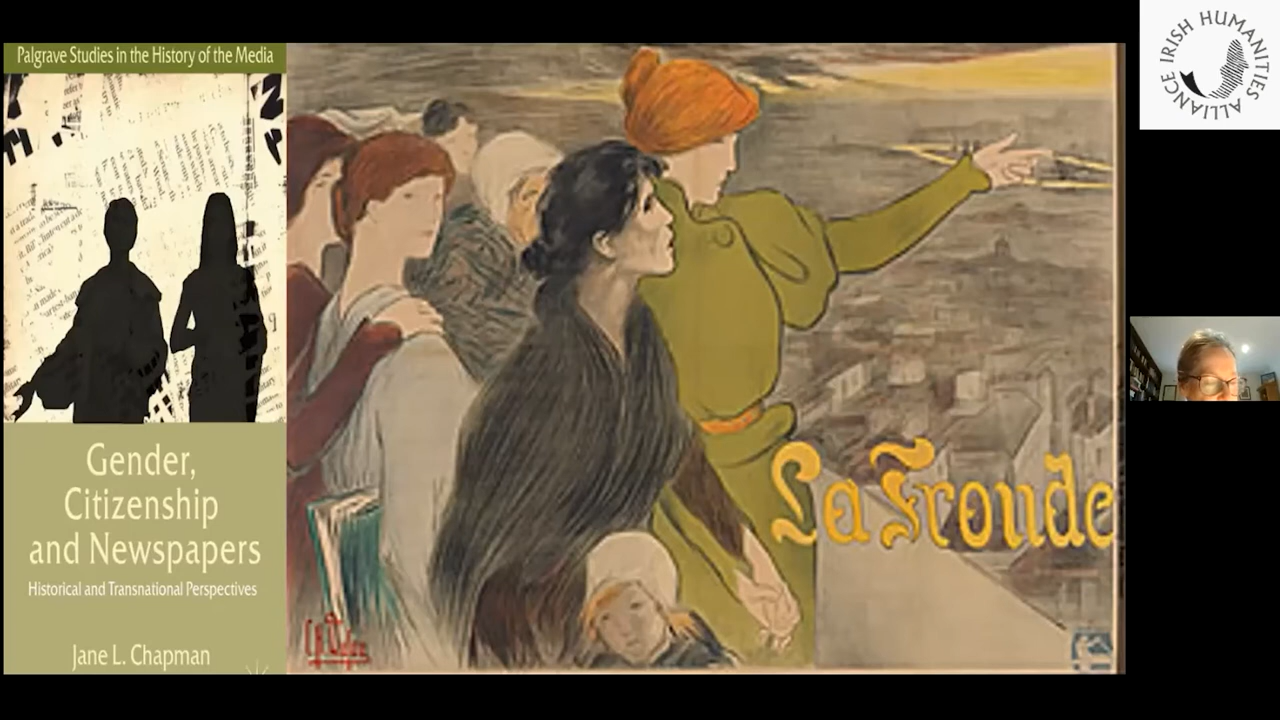 Palgrave Studies in the History of the Media
Gender,
Citizenship
and Newspapers
Historical and Transnational Perspectives
Jane L. Chapman
La Fronde
IRISH HUMANITIES ALLIANCE